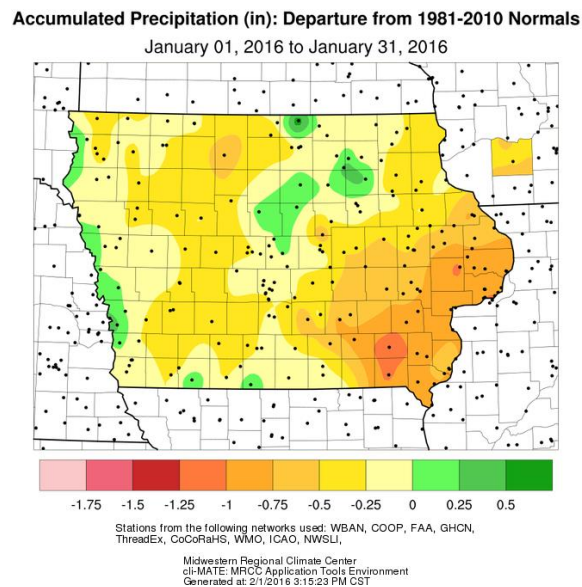 Accumulated Precipitation (in): Departure from 1981-2010 Normals
January 01, 2016 to January 31, 2016
-1.75 -1.5 -1.25 -1 -0.75 -0.5 -0.25 0 0.25 0.5
Stations from the following networks used: WBAN, COOP, FAA, GHCN,
ThreadEx, CoCoRaHS, WMO, ICAO, NWSLI,
Midwestern Regional Climate Center
cli-MATE: MRCC Application Tools Environment
Generated at: 2/1/2016 3:15:23 PM CST